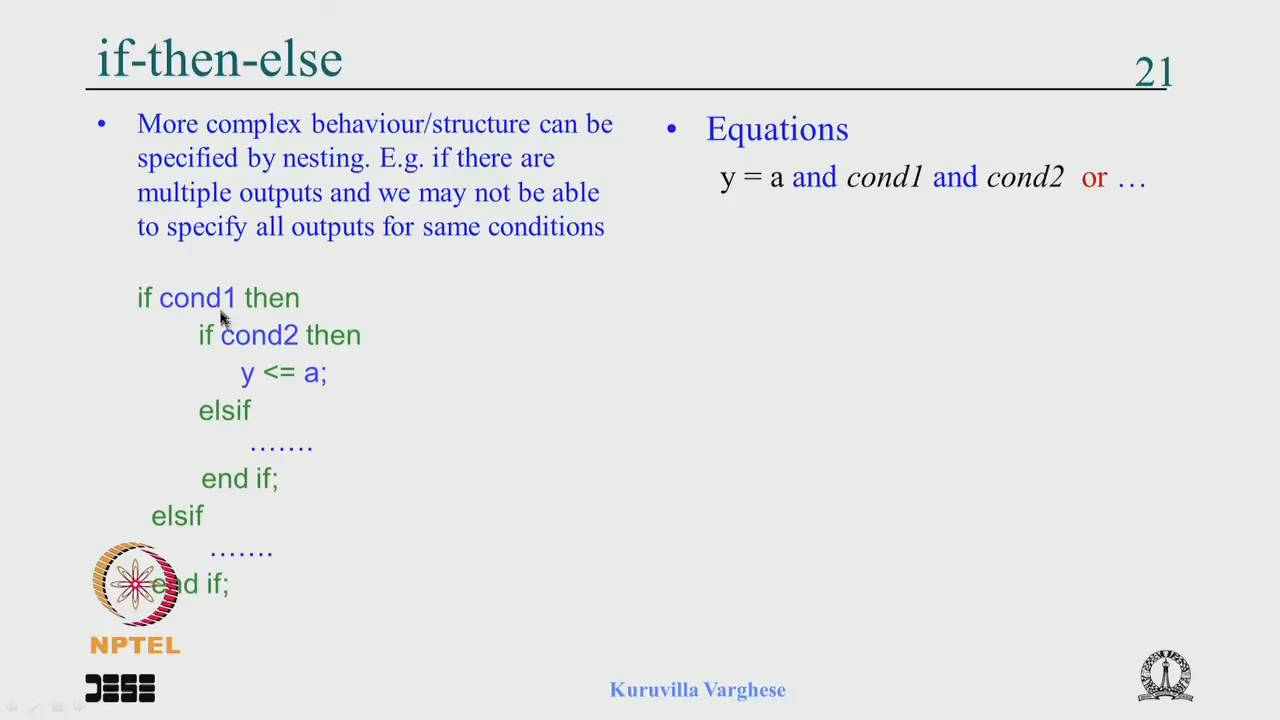 if-then-else
21
• More complex behaviour/structure can be
specified by nesting. E.g. if there are
multiple outputs and we may not be able
to specify all outputs for same conditions
if cond1 then
if cond2 then
y <= a;
elsif
…….
end if;
elsif
…….
end if;
• Equations
y = a and cond1 and cond2 or …
NPTEL
DESE
Kuruvilla Varghese